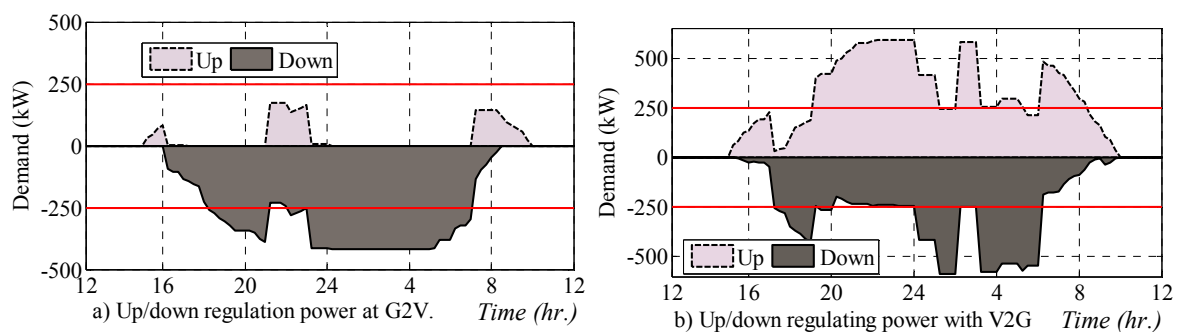 500
250
0
-250
-500
Demand (kW)
Up Down
12 16 20 24 4 8 12
a) Up/down regulation power at G2V. Time (hr.)
500
250
0
-250
-500
Demand (kW)
Up Down
12 16 20 24 4 8 12
b) Up/down regulating power with V2G Time (hr.)